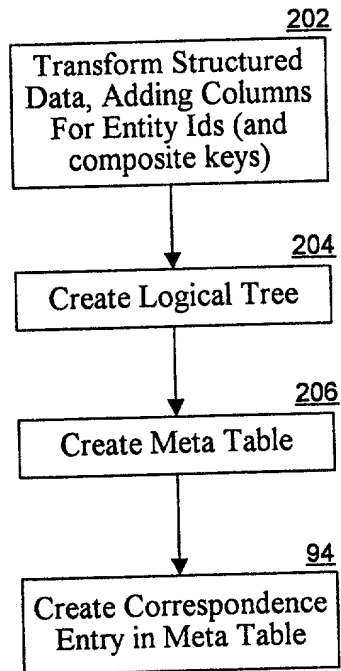 202
Transform Structured
Data, Adding Columns
For Entity Ids (and
composite keys)
204
Create Logical Tree
206
Create Meta Table
94
Create Correspondence
Entry in Meta Table